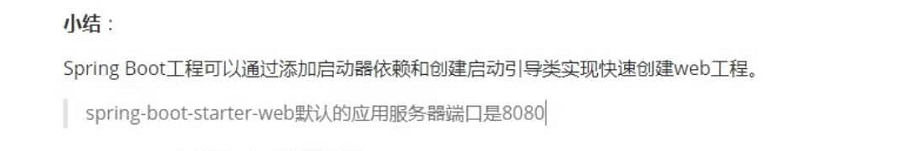 小结：
Spring Boot工程可以通过添加启动器依赖和创建启动引导类实现快速创建web工程。
spring-boot-starter-web默认的应用服务器端口是8080